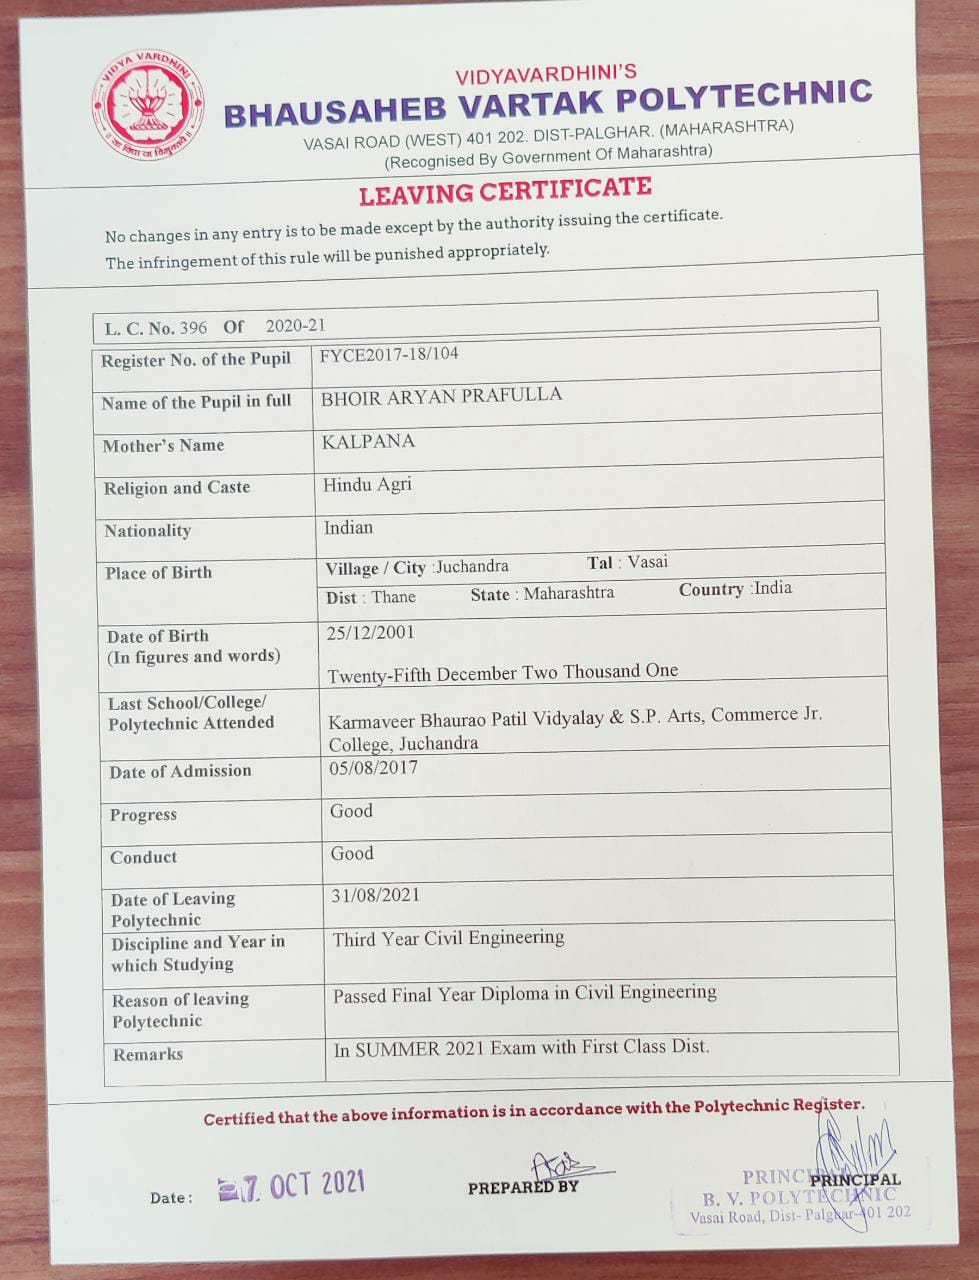 VIDYA VARDHINI
॥ सा विद्या या विमुक्तये ॥
VIDYAVARDHINI'S
BHAUSAHEB VARTAK POLYTECHNIC
VASAI ROAD (WEST) 401 202. DIST-PALGHAR. (MAHARASHTRA)
(Recognised By Government Of Maharashtra)
LEAVING CERTIFICATE
No changes in any entry is to be made except by the authority issuing the certificate.
The infringement of this rule will be punished appropriately.
L. C. No. 396 Of 2020-21
Register No. of the Pupil FYCE2017-18/104
Name of the Pupil in full BHOIR ARYAN PRAFULLA
Mother's Name KALPANA
Religion and Caste Hindu Agri
Nationality Indian
Place of Birth Village / City :Juchandra Tal : Vasai
Dist : Thane State : Maharashtra Country :India
Date of Birth 25/12/2001
(In figures and words)
Twenty-Fifth December Two Thousand One
Last School/College/
Polytechnic Attended Karmaveer Bhaurao Patil Vidyalay & S.P. Arts, Commerce Jr.
College, Juchandra
Date of Admission 05/08/2017
Progress Good
Conduct Good
Date of Leaving 31/08/2021
Polytechnic
Discipline and Year in Third Year Civil Engineering
which Studying
Reason of leaving Passed Final Year Diploma in Civil Engineering
Polytechnic
Remarks In SUMMER 2021 Exam with First Class Dist.
Certified that the above information is in accordance with the Polytechnic Register.
Date : 7 OCT 2021 PREPARED BY PRINCIPAL
PRINCIPAL
B. V. POLYTECHNIC
Vasai Road, Dist- Palghar-401 202